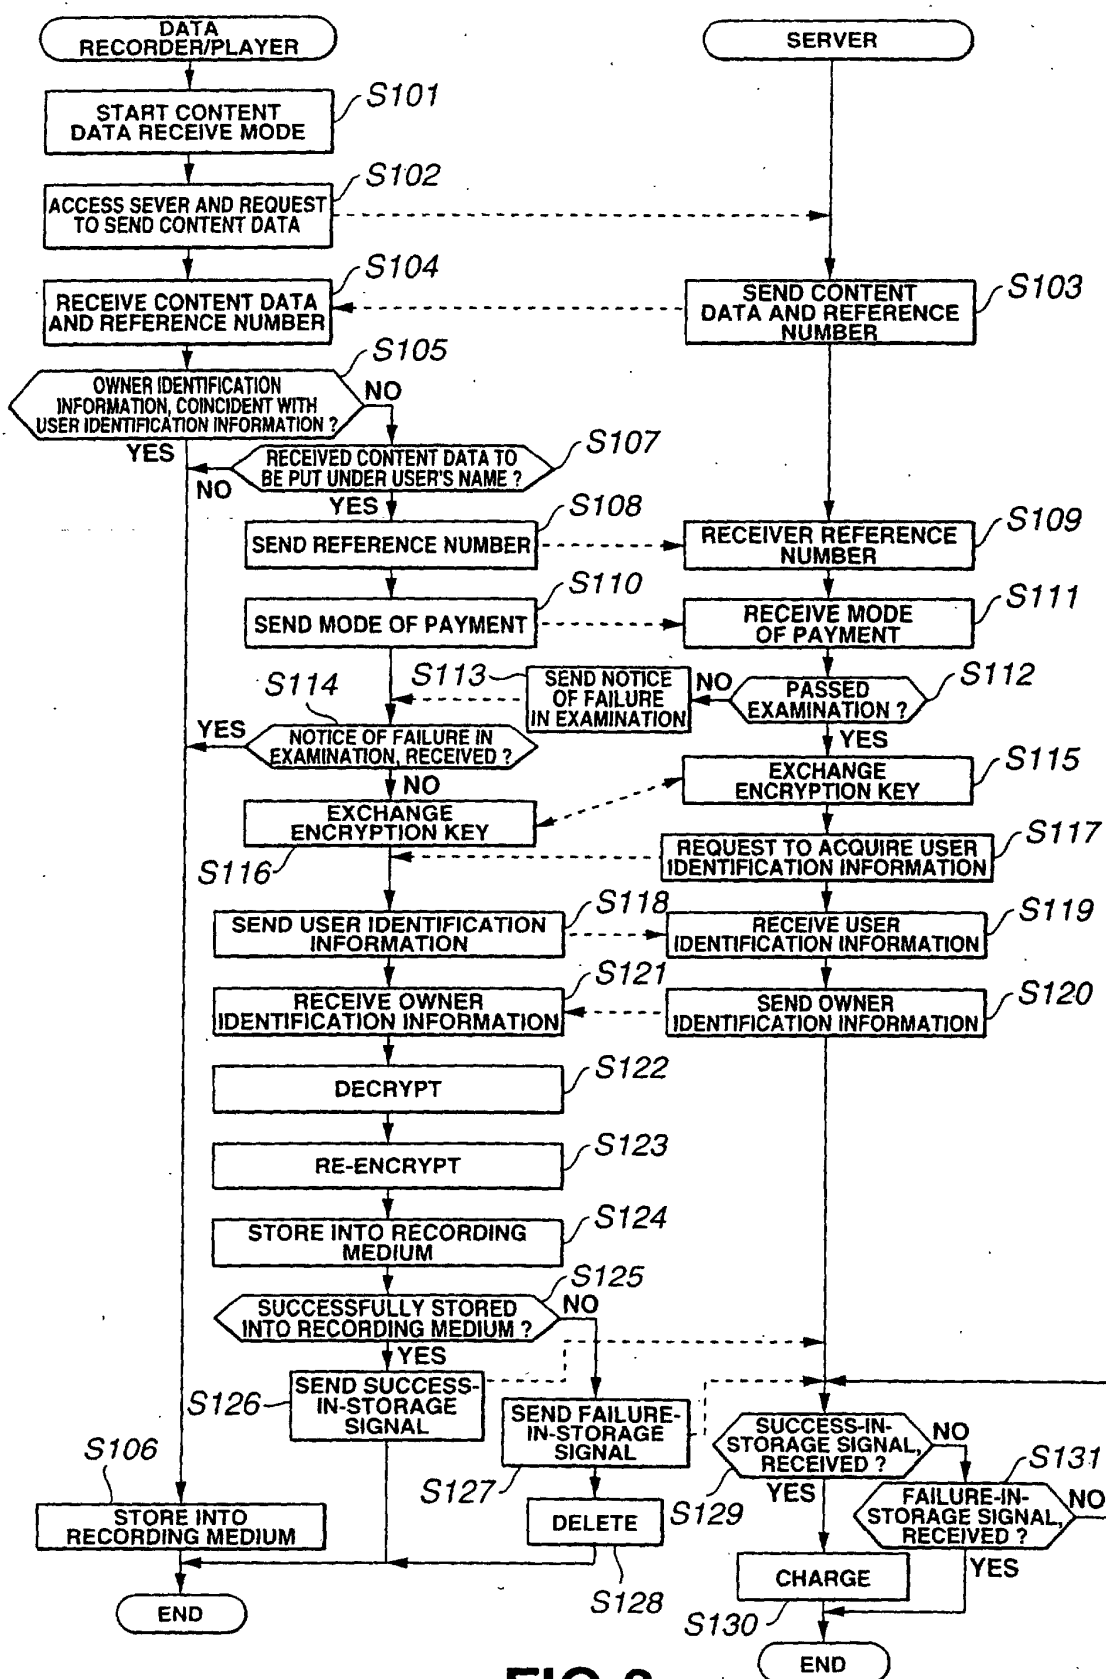 DATA
RECORDER/PLAYER
SERVER
START CONTENT
DATA RECEIVE MODE
S101
ACCESS SEVER AND REQUEST
TO SEND CONTENT DATA
S102
RECEIVE CONTENT DATA
AND REFERENCE NUMBER
S104
SEND CONTENT
DATA AND REFERENCE
NUMBER
S103
OWNER IDENTIFICATION
INFORMATION, COINCIDENT WITH
USER IDENTIFICATION INFORMATION ?
S105
NO
YES
RECEIVED CONTENT DATA TO
BE PUT UNDER USER'S NAME ?
S107
NO
YES
SEND REFERENCE NUMBER
S108
RECEIVER REFERENCE
NUMBER
S109
SEND MODE OF PAYMENT
S110
RECEIVE MODE
OF PAYMENT
S111
S113
SEND NOTICE
OF FAILURE
IN EXAMINATION
NO
PASSED
EXAMINATION ?
S112
YES
S114
YES
NOTICE OF FAILURE IN
EXAMINATION, RECEIVED ?
NO
EXCHANGE
ENCRYPTION KEY
S115
EXCHANGE
ENCRYPTION KEY
S116
REQUEST TO ACQUIRE USER
IDENTIFICATION INFORMATION
S117
SEND USER IDENTIFICATION
INFORMATION
S118
RECEIVE USER
IDENTIFICATION INFORMATION
S119
RECEIVE OWNER
IDENTIFICATION INFORMATION
S121
SEND OWNER
IDENTIFICATION INFORMATION
S120
DECRYPT
S122
RE-ENCRYPT
S123
STORE INTO RECORDING
MEDIUM
S124
SUCCESSFULLY STORED
INTO RECORDING MEDIUM ?
S125
NO
YES
S126
SEND SUCCESS-
IN-STORAGE
SIGNAL
SEND FAILURE-
IN-STORAGE
SIGNAL
S127
SUCCESS-IN-
STORAGE SIGNAL,
RECEIVED ?
NO
S129
YES
S131
FAILURE-IN-
STORAGE SIGNAL,
RECEIVED ?
NO
YES
S106
STORE INTO
RECORDING MEDIUM
DELETE
S128
CHARGE
S130
END
END